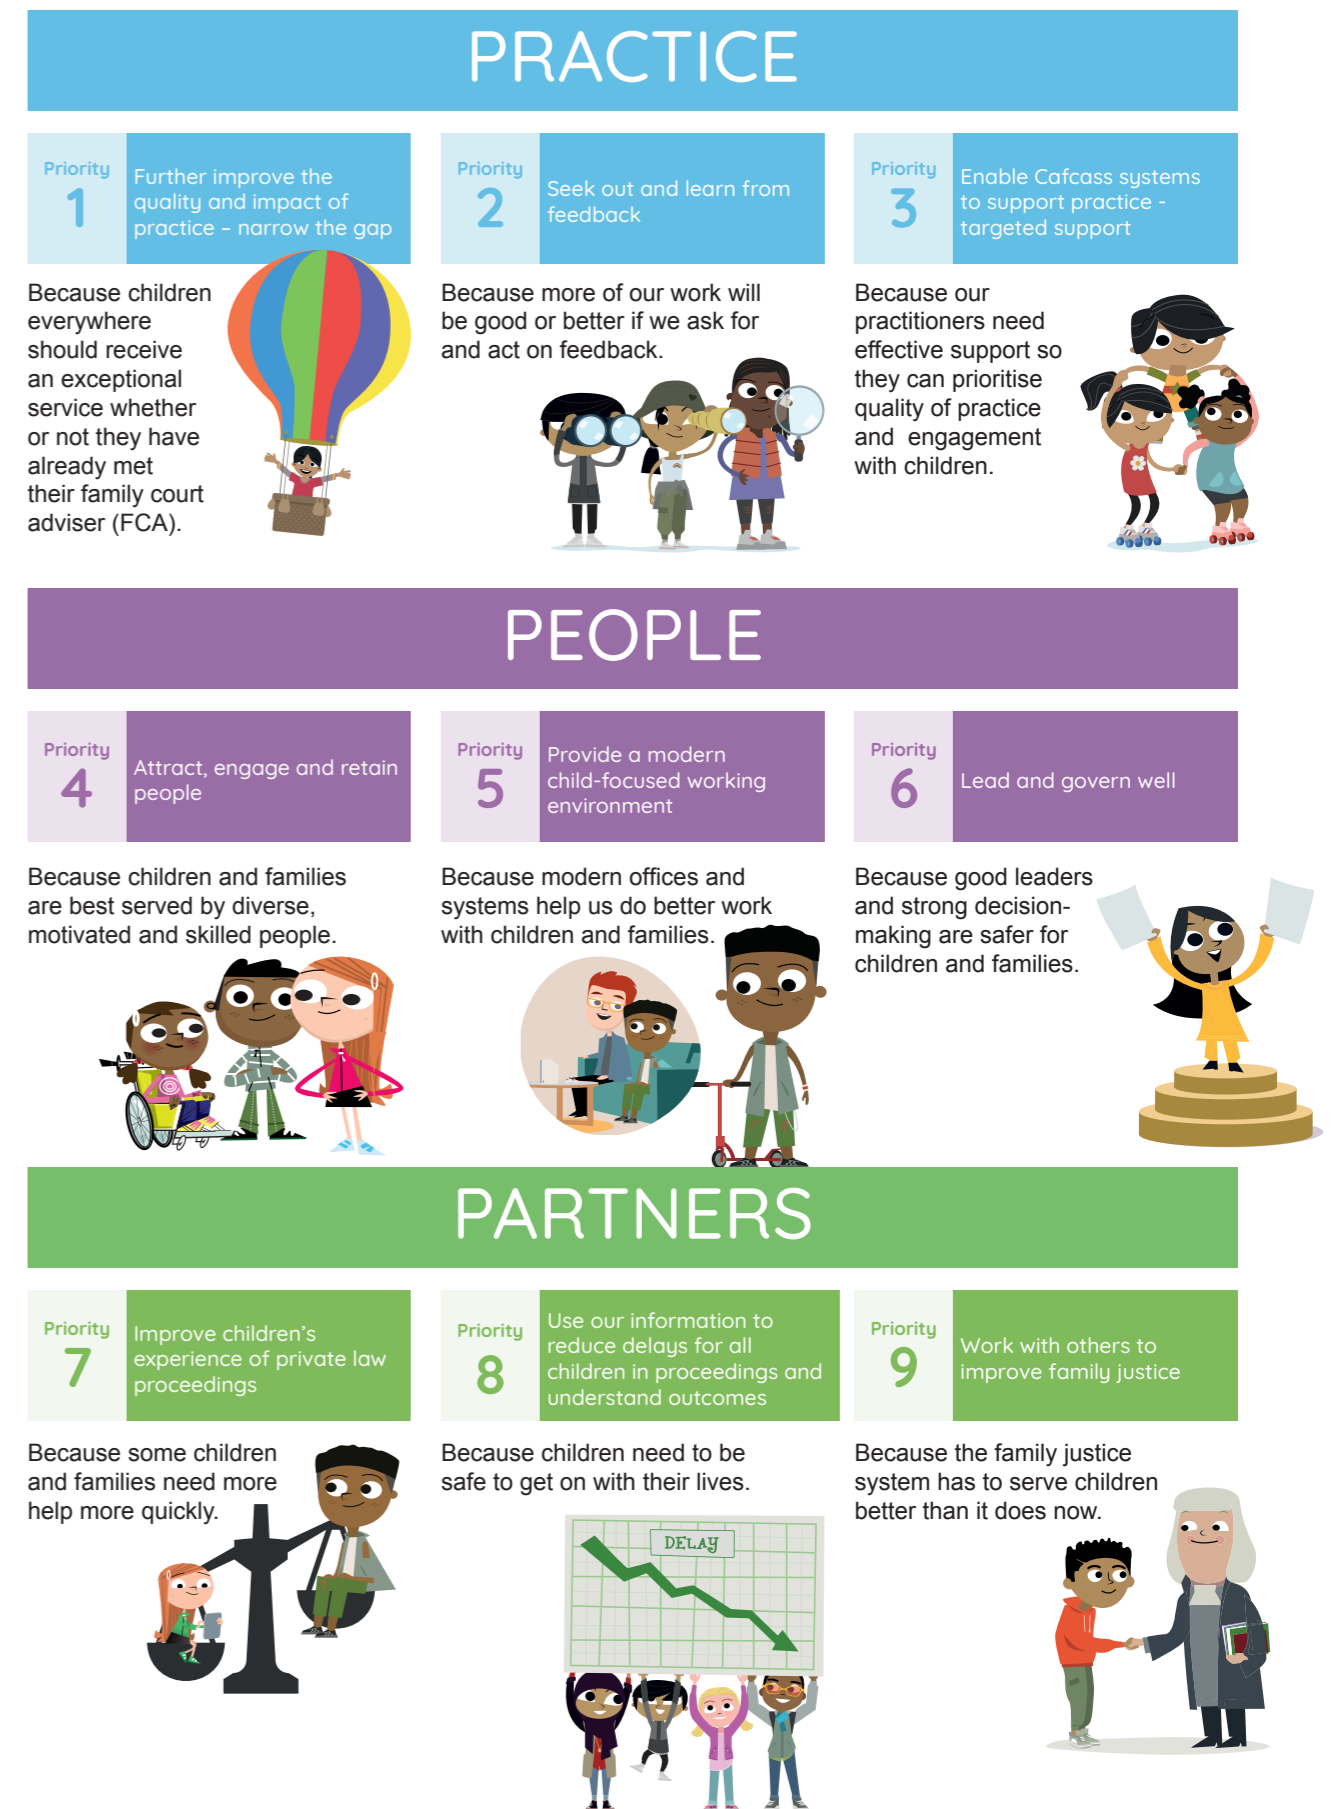 PRACTICE
Priority
1
Further improve the
quality and impact of
practice – narrow the gap
Because children
everywhere
should receive
an exceptional
service whether
or not they have
already met
their family court
adviser (FCA).
Priority
2
Seek out and learn from
feedback
Because more of our work will
be good or better if we ask for
and act on feedback.
Priority
3
Enable Cafcass systems
to support practice -
targeted support
Because our
practitioners need
effective support so
they can prioritise
quality of practice
and engagement
with children.
PEOPLE
Priority
4
Attract, engage and retain
people
Because children and families
are best served by diverse,
motivated and skilled people.
Priority
5
Provide a modern
child-focused working
environment
Because modern offices and
systems help us do better work
with children and families.
Priority
6
Lead and govern well
Because good leaders
and strong decision-
making are safer for
children and families.
PARTNERS
Priority
7
Improve children’s
experience of private law
proceedings
Because some children
and families need more
help more quickly.
Priority
8
Use our information to
reduce delays for all
children in proceedings and
understand outcomes
Because children need to be
safe to get on with their lives.
DELAY
Priority
9
Work with others to
improve family justice
Because the family justice
system has to serve children
better than it does now.